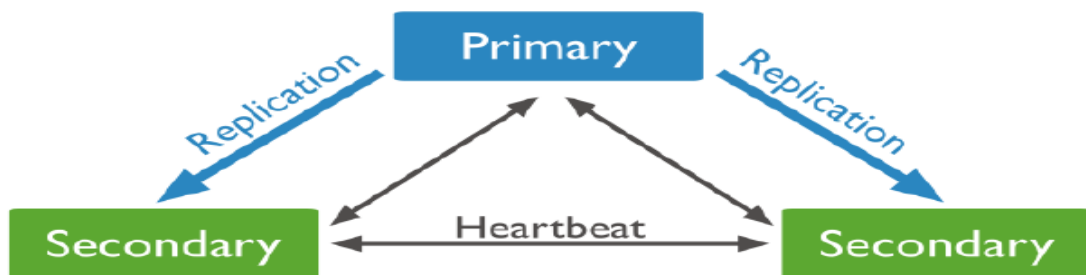 Primary
Replication
Replication
Heartbeat
Secondary
Secondary